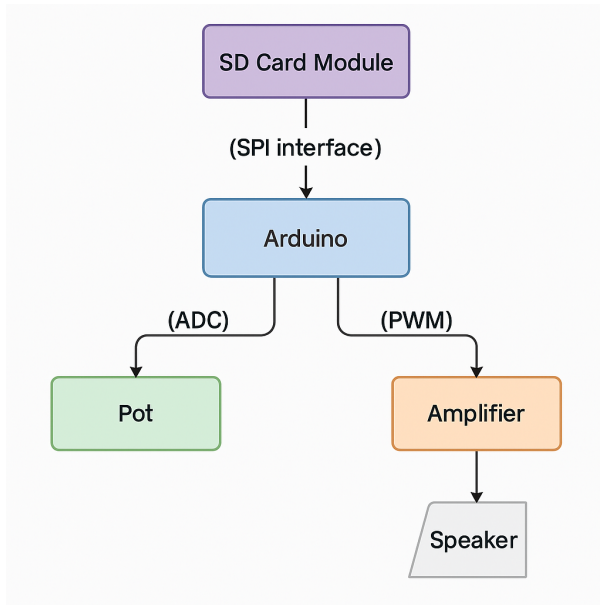 SD Card Module
(SPI interface)
Arduino
(ADC)
(PWM)
Pot
Amplifier
Speaker